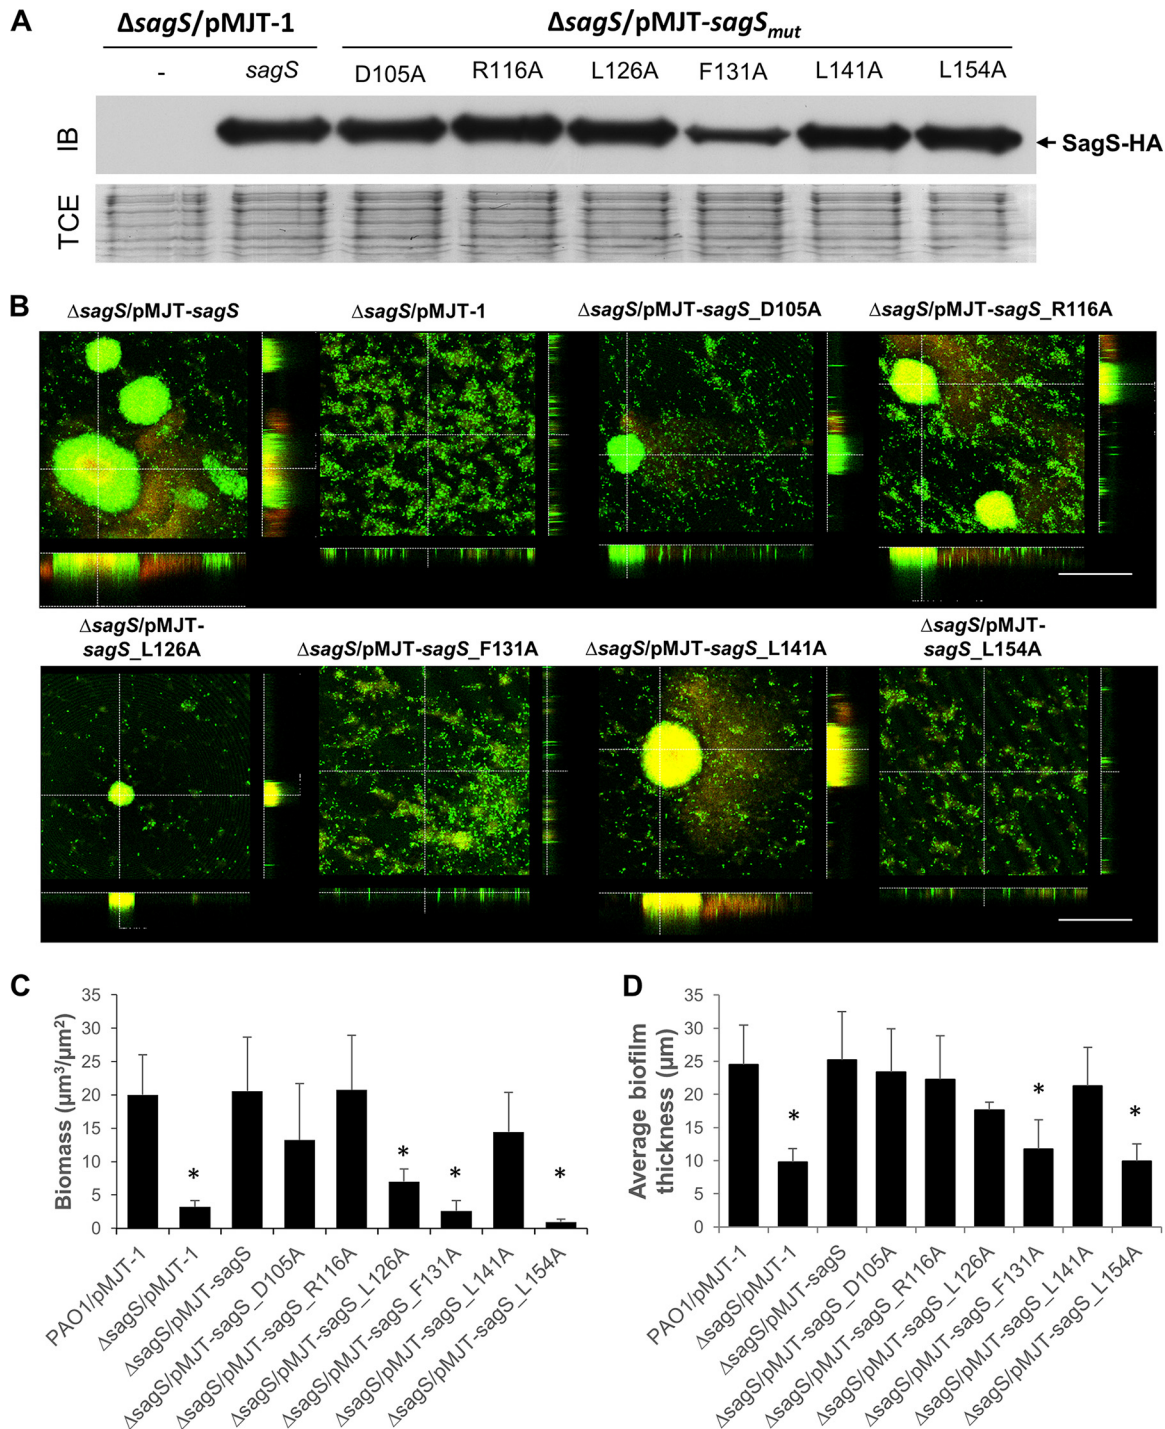 A
ΔsagS/pMJT-1
ΔsagS/pMJT-sagSmut
-
sagS
D105A
R116A
L126A
F131A
L141A
L154A
IB
SagS-HA
TCE
B
ΔsagS/pMJT-sagS
ΔsagS/pMJT-1
ΔsagS/pMJT-sagS_D105A
ΔsagS/pMJT-sagS_R116A
ΔsagS/pMJT-
sagS_L126A
ΔsagS/pMJT-sagS_F131A
ΔsagS/pMJT-sagS_L141A
ΔsagS/pMJT-
sagS_L154A
C
Biomass (µm³/µm²)
35
30
25
20
15
10
5
0
*
*
*
*
PAO1/pMJT-1
ΔsagS/pMJT-1
ΔsagS/pMJT-sagS
ΔsagS/pMJT-sagS_D105A
ΔsagS/pMJT-sagS_R116A
ΔsagS/pMJT-sagS_L126A
ΔsagS/pMJT-sagS_F131A
ΔsagS/pMJT-sagS_L141A
ΔsagS/pMJT-sagS_L154A
D
Average biofilm
thickness (µm)
35
30
25
20
15
10
5
0
*
*
*
PAO1/pMJT-1
ΔsagS/pMJT-1
ΔsagS/pMJT-sagS
ΔsagS/pMJT-sagS_D105A
ΔsagS/pMJT-sagS_R116A
ΔsagS/pMJT-sagS_L126A
ΔsagS/pMJT-sagS_F131A
ΔsagS/pMJT-sagS_L141A
ΔsagS/pMJT-sagS_L154A